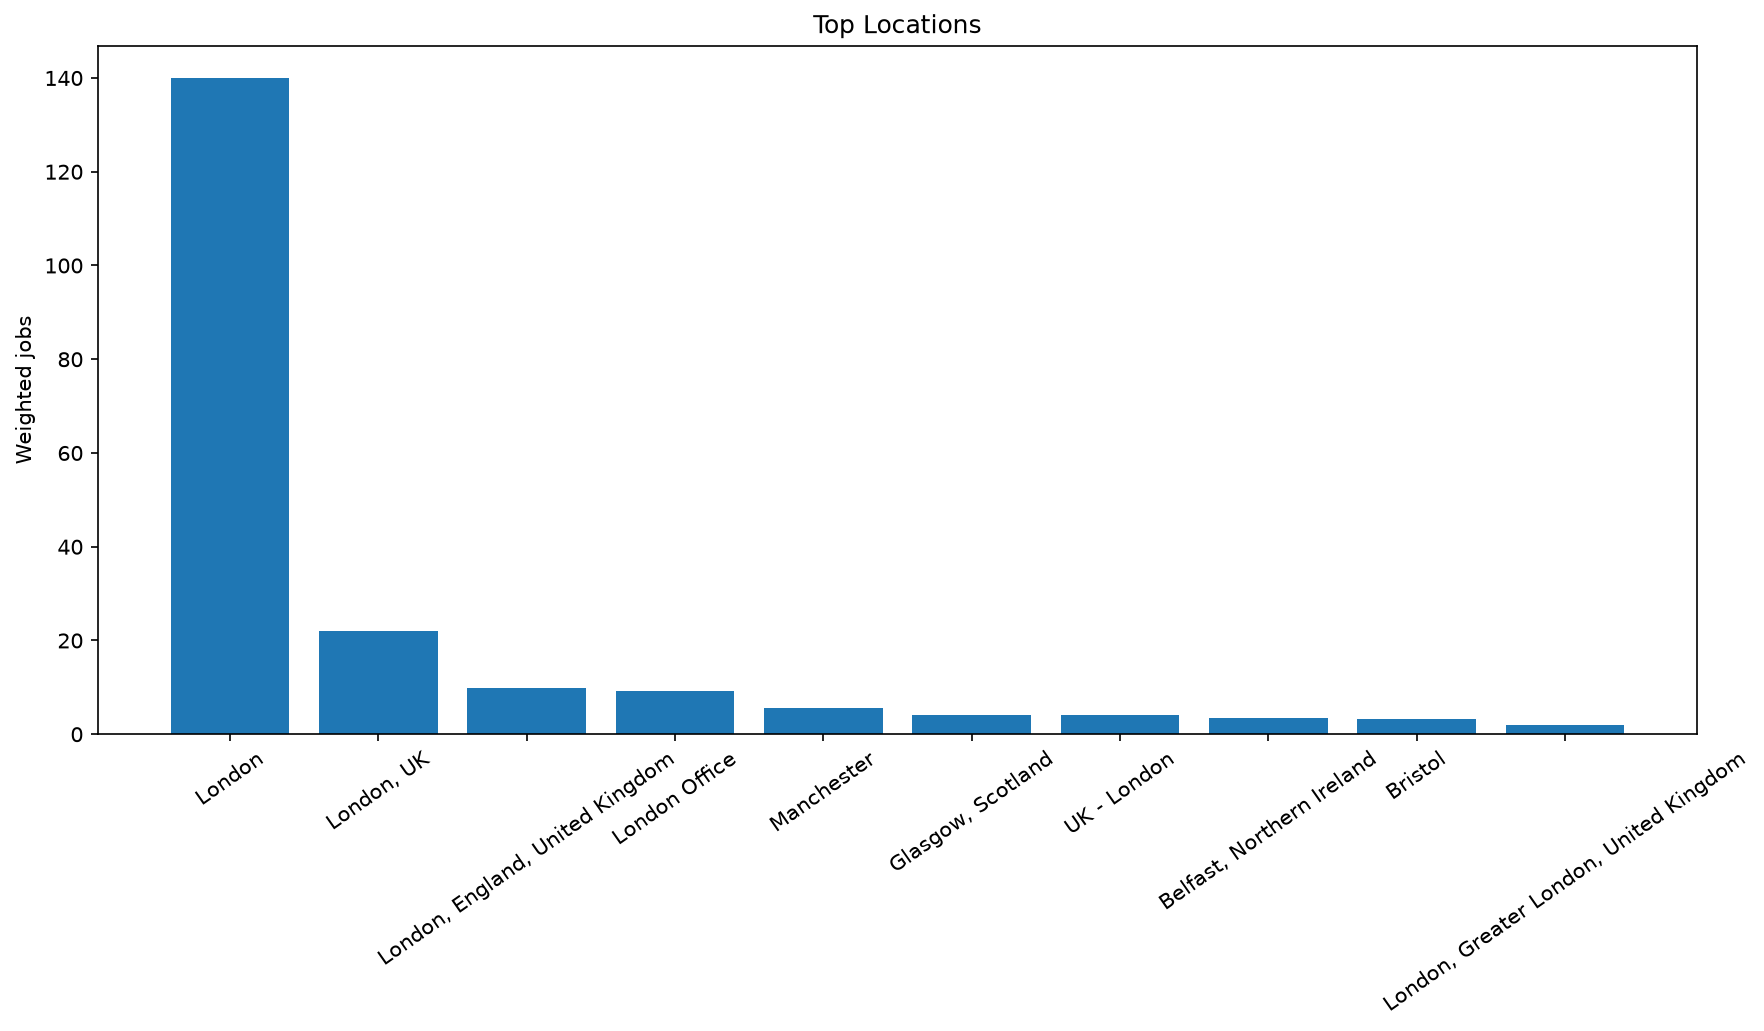 Top Locations
Weighted jobs
140
120
100
80
60
40
20
0
London
London, UK
London, England, United Kingdom
London Office
Manchester
Glasgow, Scotland
UK - London
Belfast, Northern Ireland
Bristol
London, Greater London, United Kingdom